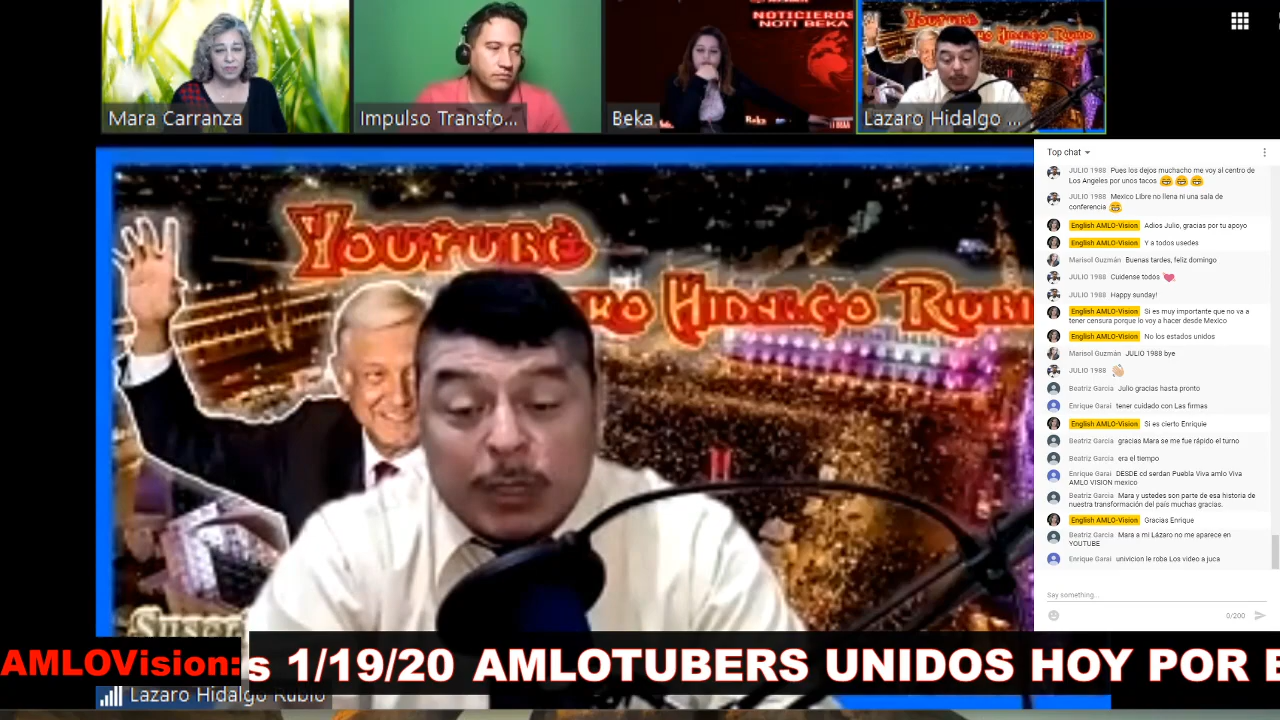 NOTICIEROS
NOTI BEKA
YOUTUBE
Mara Carranza
Impulso Transfo...
Beka
Lazaro Hidalgo ...
YOUTUBE
RO HIDALGO RUBI
Top chat
JULIO 1988 Pues los dejos muchacho me voy al centro de
Los Angeles por unos tacos 😂 😂 😂
JULIO 1988 Mexico Libre no llena ni una sala de
conferencia 😂
English AMLO-Vision Adios Julio, gracias por tu apoyo
English AMLO-Vision Y a todos usedes
Marisol Guzmán Buenas tardes, feliz domingo
JULIO 1988 Cuidense todos 💘
JULIO 1988 Happy sunday!
English AMLO-Vision Si es muy importante que no va a
tener censura porque lo voy a hacer desde Mexico
English AMLO-Vision No los estados unidos
Marisol Guzmán JULIO 1988 bye
JULIO 1988 👋
Beatriz Garcia Julio gracias hasta pronto
Enrique Garai tener cuidado con Las firmas
English AMLO-Vision Si es cierto Enriquie
Beatriz Garcia gracias Mara se me fue rápido el turno
Beatriz Garcia era el tiempo
Enrique Garai DESDE cd serdan Puebla Viva amlo Viva
AMLO VISION mexico
Beatriz Garcia Mara y ustedes son parte de esa historia de
nuestra transformación del país muchas gracias.
English AMLO-Vision Gracias Enrique
Beatriz Garcia Mara a mi Lázaro no me aparece en
YOUTUBE
Enrique Garai univicion le roba Los video a juca
Say something...
0/200
Suscri
AMLOVision: s 1/19/20 AMLOTUBERS UNIDOS HOY POR E
Lazaro Hidalgo Rubio